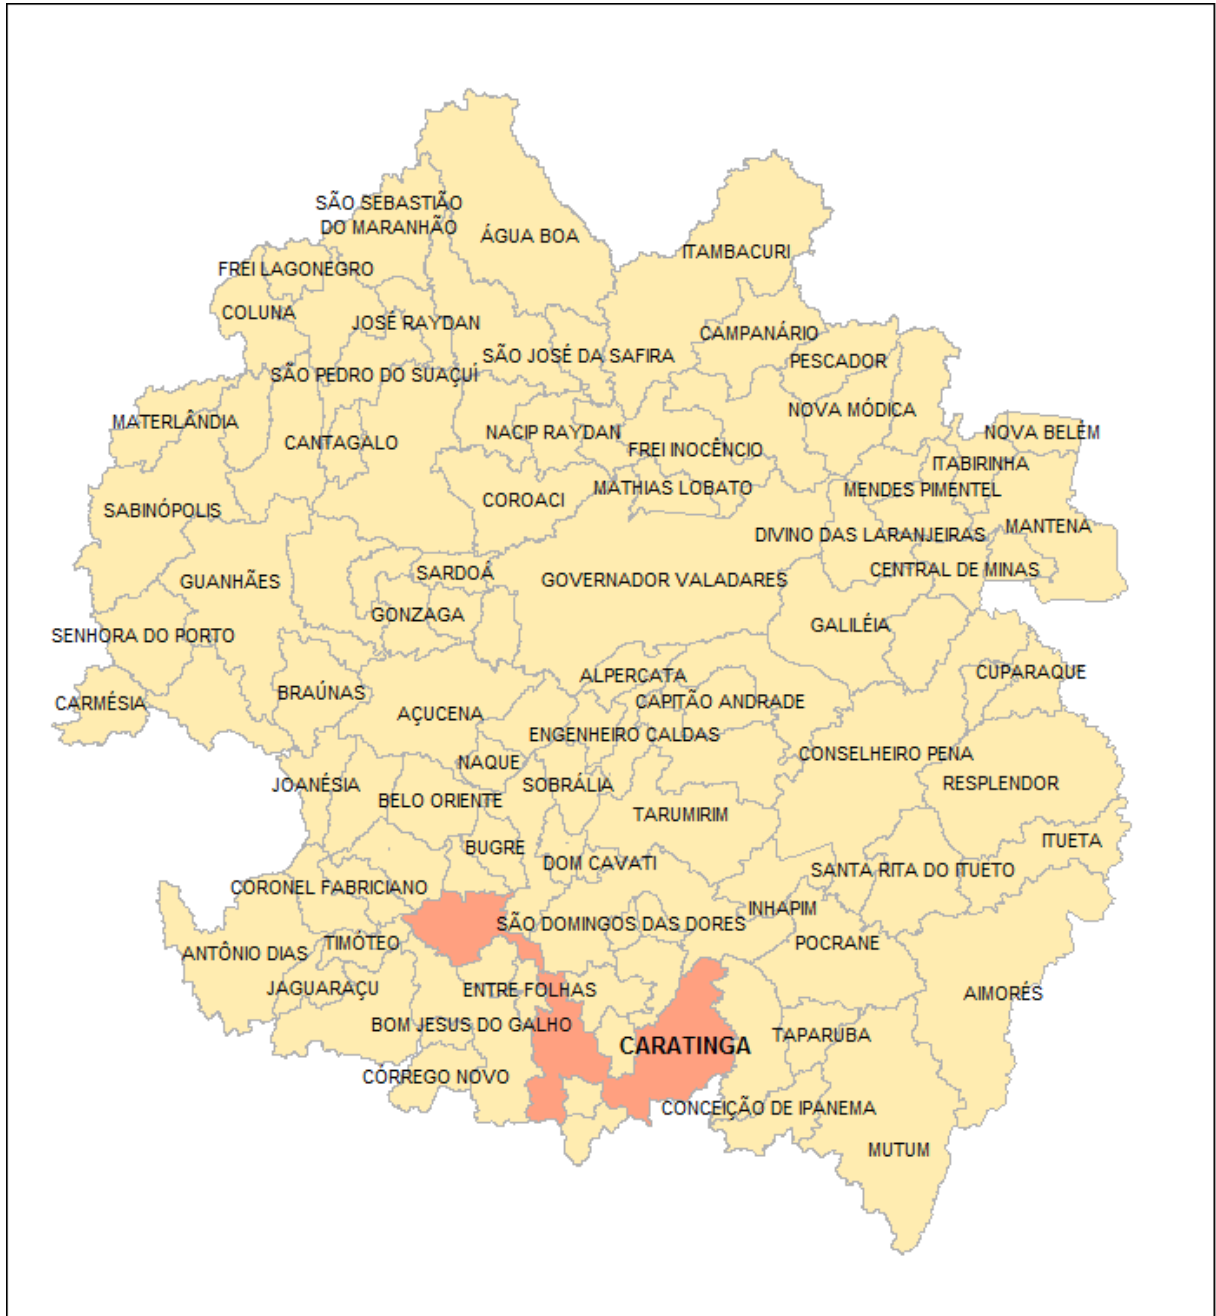 SÃO SEBASTIÃO
DO MARANHÃO
ÁGUA BOA
ITAMBACURI
FREI LAGONEGRO
COLUNA
JOSÉ RAYDAN
CAMPANÁRIO
SÃO JOSÉ DA SAFIRA
PESCADOR
SÃO PEDRO DO SUAÇUÍ
NOVA MÓDICA
MATERLÂNDIA
NACIP RAYDAN
NOVA BELÉM
CANTAGALO
FREI INOCÊNCIO
ITABIRINHA
MATHIAS LOBATO
MENDES PIMENTEL
COROACI
SABINÓPOLIS
MANTENA
DIVINO DAS LARANJEIRAS
CENTRAL DE MINAS
SARDOÁ
GOVERNADOR VALADARES
GUANHÃES
GONZAGA
GALILÉIA
SENHORA DO PORTO
CUPARAQUE
ALPERCATA
BRAÚNAS
CAPITÃO ANDRADE
CARMÉSIA
AÇUCENA
ENGENHEIRO CALDAS
CONSELHEIRO PENA
NAQUE
RESPLENDOR
JOANÉSIA
SOBRÁLIA
BELO ORIENTE
TARUMIRIM
ITUETA
BUGRE
DOM CAVATI
SANTA RITA DO ITUETO
CORONEL FABRICIANO
INHAPIM
SÃO DOMINGOS DAS DORES
TIMÓTEO
POCRANE
ANTÔNIO DIAS
JAGUARAÇU
ENTRE FOLHAS
AIMORÉS
BOM JESUS DO GALHO
TAPARUBA
CARATINGA
CÓRREGO NOVO
CONCEIÇÃO DE IPANEMA
MUTUM